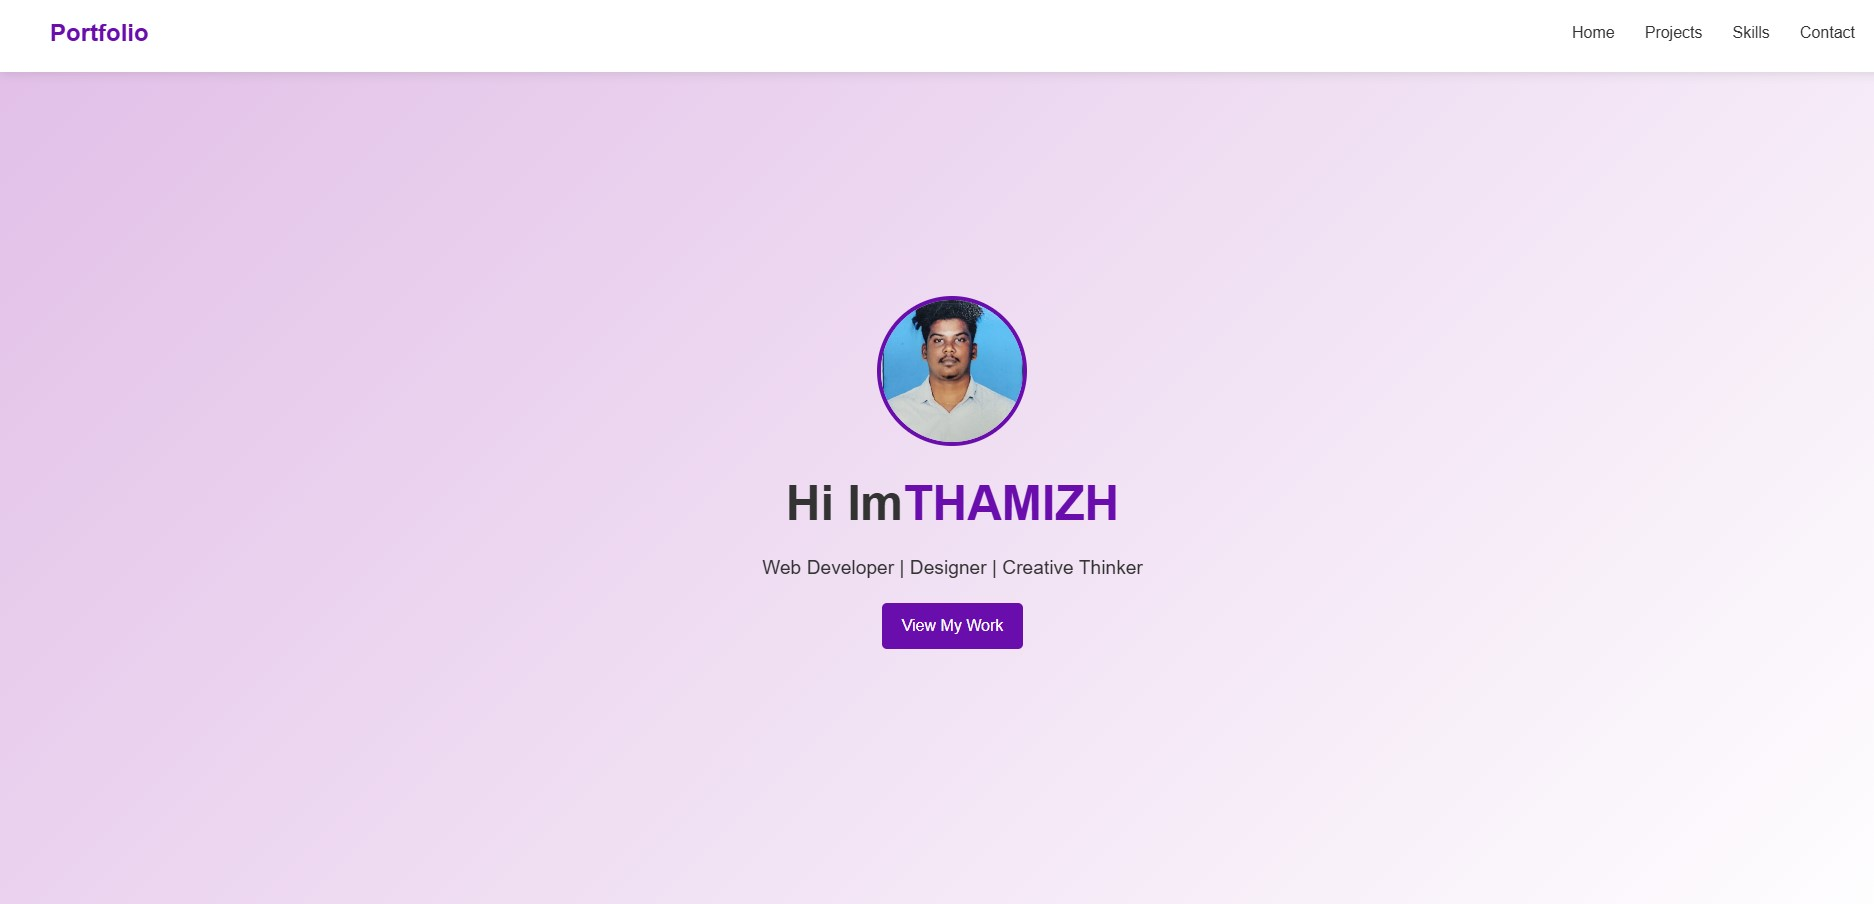 Portfolio
Home Projects Skills Contact
Hi ImTHAMIZH
Web Developer | Designer | Creative Thinker
View My Work